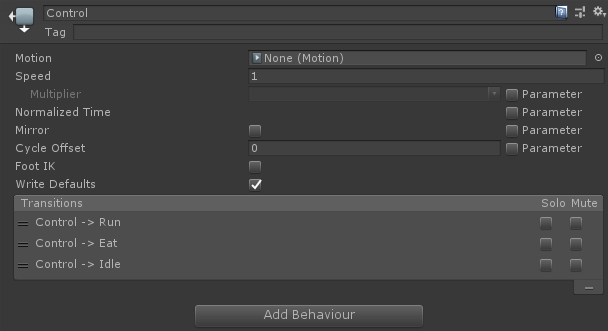 Control
Tag
Motion None (Motion)
Speed 1
Multiplier Parameter
Normalized Time Parameter
Mirror Parameter
Cycle Offset 0 Parameter
Foot IK
Write Defaults
Transitions Solo Mute
Control -> Run
Control -> Eat
Control -> Idle
Add Behaviour